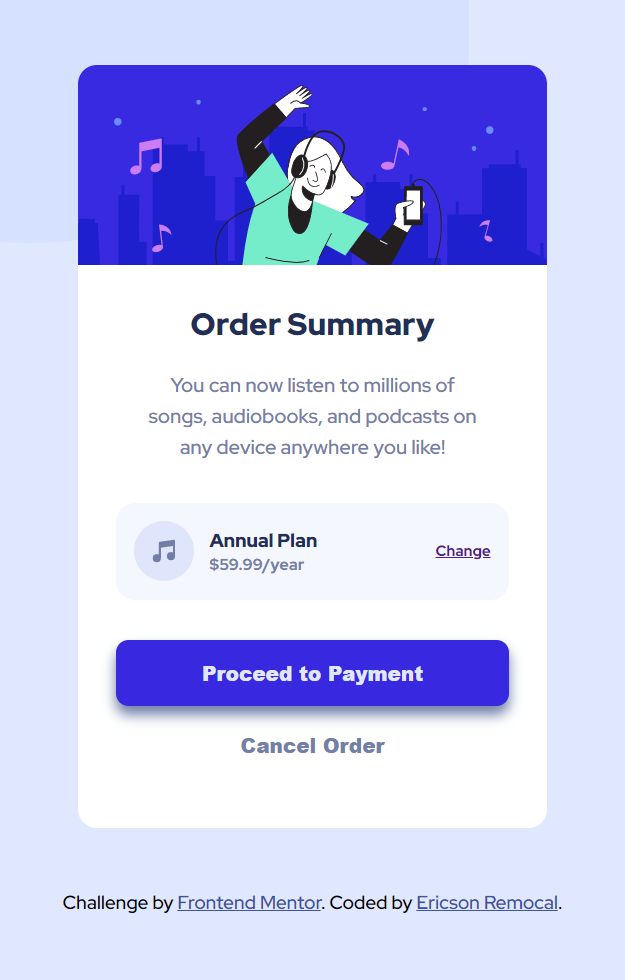 Order Summary
You can now listen to millions of
songs, audiobooks, and podcasts on
any device anywhere you like!
Annual Plan
$59.99/year
Change
Proceed to Payment
Cancel Order
Challenge by Frontend Mentor. Coded by Ericson Remocal.